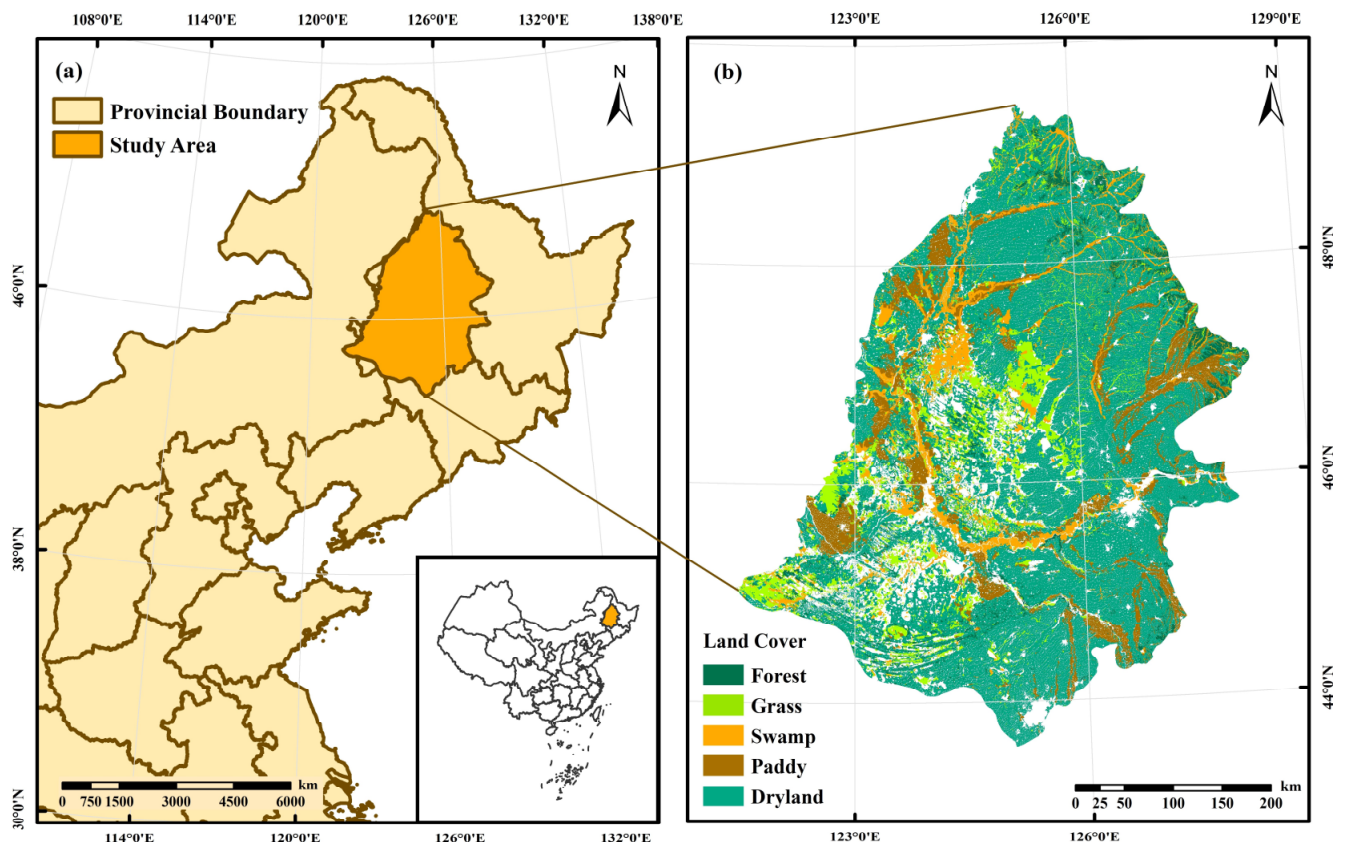 108°0'E 114°0'E 120°0'E 126°0'E 132°0'E 138°0'E
(a)
N
Provincial Boundary
Study Area
46°0'N
38°0'N
30°0'N
km
0 750 1500 3000 4500 6000
114°0'E 120°0'E 126°0'E 132°0'E
123°0'E 126°0'E 129°0'E
(b)
N
48°0'N
46°0'N
44°0'N
Land Cover
Forest
Grass
Swamp
Paddy
Dryland
km
0 25 50 100 150 200
123°0'E 126°0'E